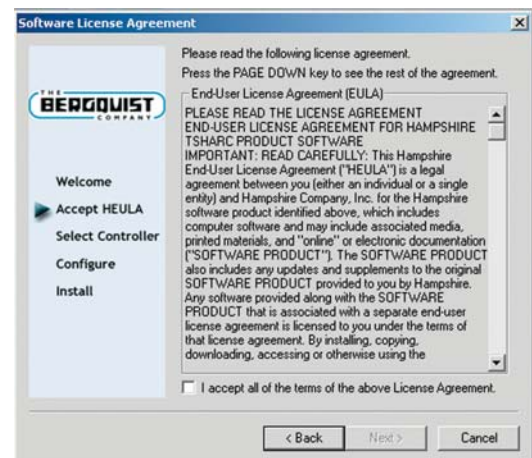 Software License Agreement
THE
BERGQUIST
COMPANY
Welcome
Accept HEULA
Select Controller
Configure
Install
Please read the following license agreement.
Press the PAGE DOWN key to see the rest of the agreement.
End-User License Agreement (EULA)
PLEASE READ THE LICENSE AGREEMENT
END-USER LICENSE AGREEMENT FOR HAMPSHIRE
TSHARC PRODUCT SOFTWARE
IMPORTANT: READ CAREFULLY: This Hampshire
End-User License Agreement ("HEULA") is a legal
agreement between you (either an individual or a single
entity) and Hampshire Company, Inc. for the Hampshire
software product identified above, which includes
computer software and may include associated media,
printed materials, and "online" or electronic documentation
("SOFTWARE PRODUCT"). The SOFTWARE PRODUCT
also includes any updates and supplements to the original
SOFTWARE PRODUCT provided to you by Hampshire.
Any software provided along with the SOFTWARE
PRODUCT that is associated with a separate end-user
license agreement is licensed to you under the terms of
that license agreement. By installing, copying,
downloading, accessing or otherwise using the
I accept all of the terms of the above License Agreement.
< Back
Next >
Cancel